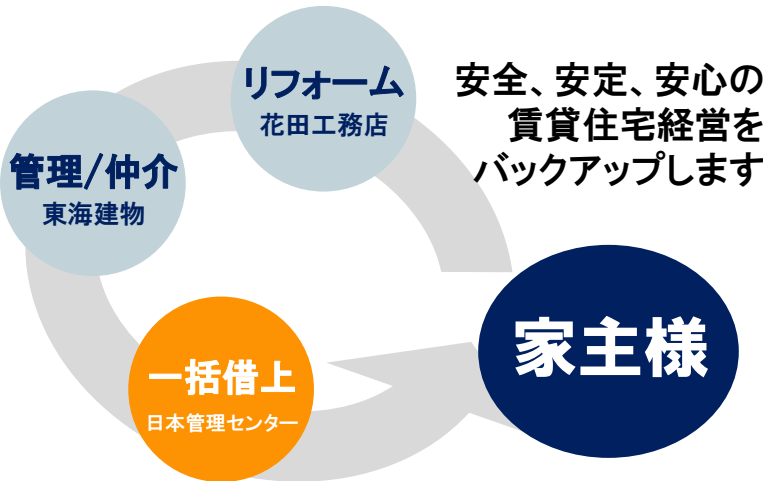 リフォーム
花田工務店
安全、安定、安心の
賃貸住宅経営を
バックアップします
管理/仲介
東海建物
家主様
一括借上
日本管理センター